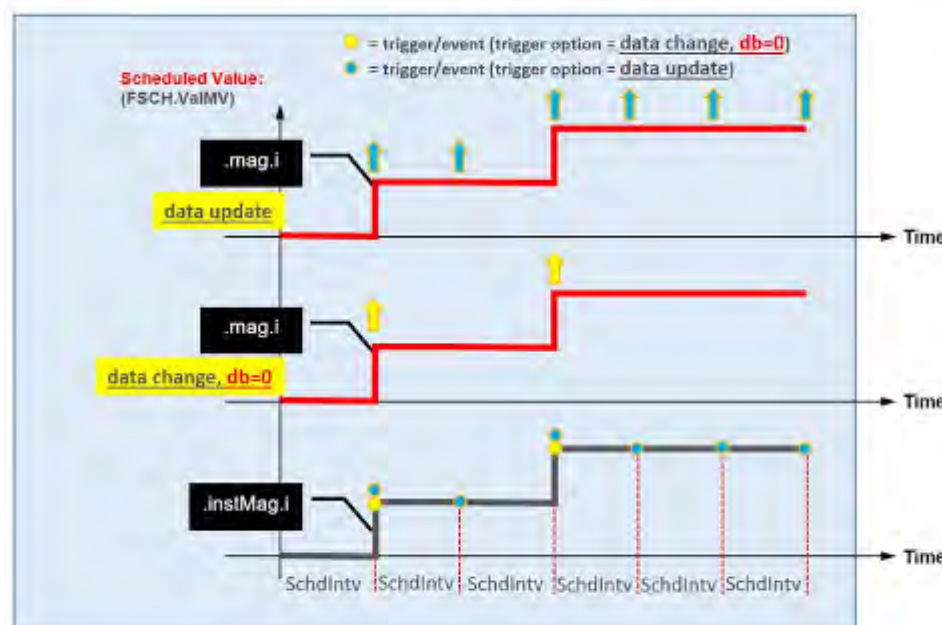 = trigger/event (trigger option = data change, db=0)
= trigger/event (trigger option = data update)
Scheduled Value:
(FSCH.ValMV)
.mag.i
data update
Time
.mag.i
data change, db=0
Time
.instMag.i
Time
SchdIntv SchdIntv SchdIntv SchdIntv SchdIntv SchdIntv